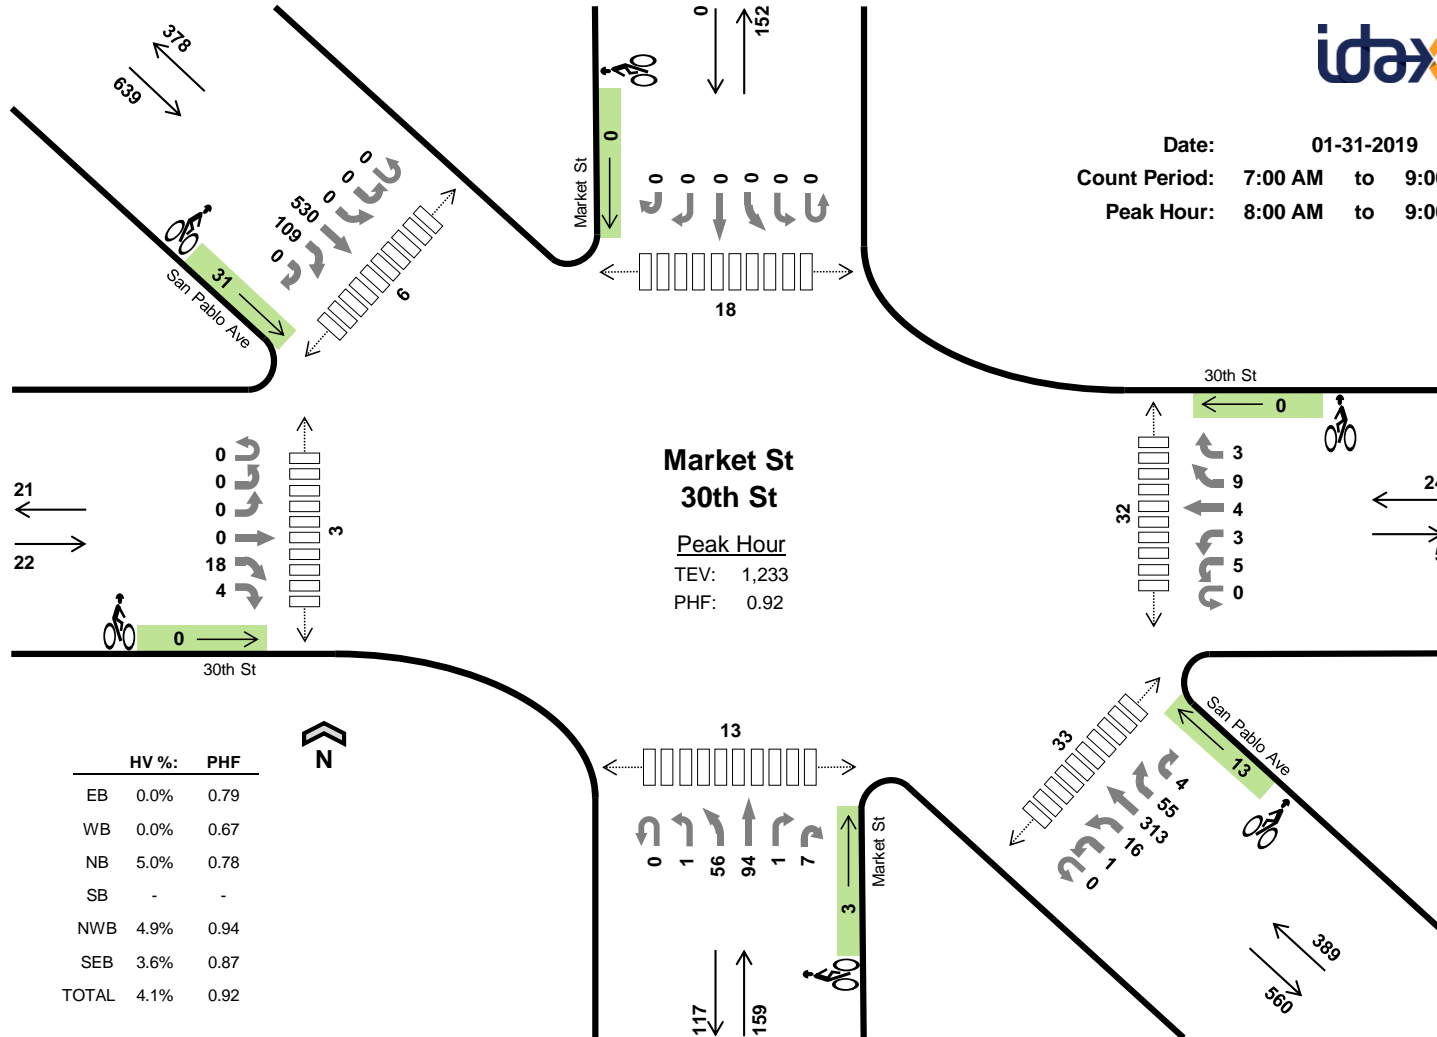 idax
Date: 01-31-2019
Count Period: 7:00 AM to 9:00
Peak Hour: 8:00 AM to 9:00
378
639
0
152
Market St
0
0 0 0 0 0 0
18
0
109
530
0
0
0
6
31
San Pablo Ave
30th St
0
3
9
4
3
5
0
32
24
21
22
0
0
0
0
18
4
3
0
30th St
Market St
30th St
Peak Hour
TEV: 1,233
PHF: 0.92
N
13
0 1 56 94 1 7
3
Market St
117
159
33
0
1
16
313
55
4
13
San Pablo Ave
389
560
HV %: PHF
EB 0.0% 0.79
WB 0.0% 0.67
NB 5.0% 0.78
SB - -
NWB 4.9% 0.94
SEB 3.6% 0.87
TOTAL 4.1% 0.92